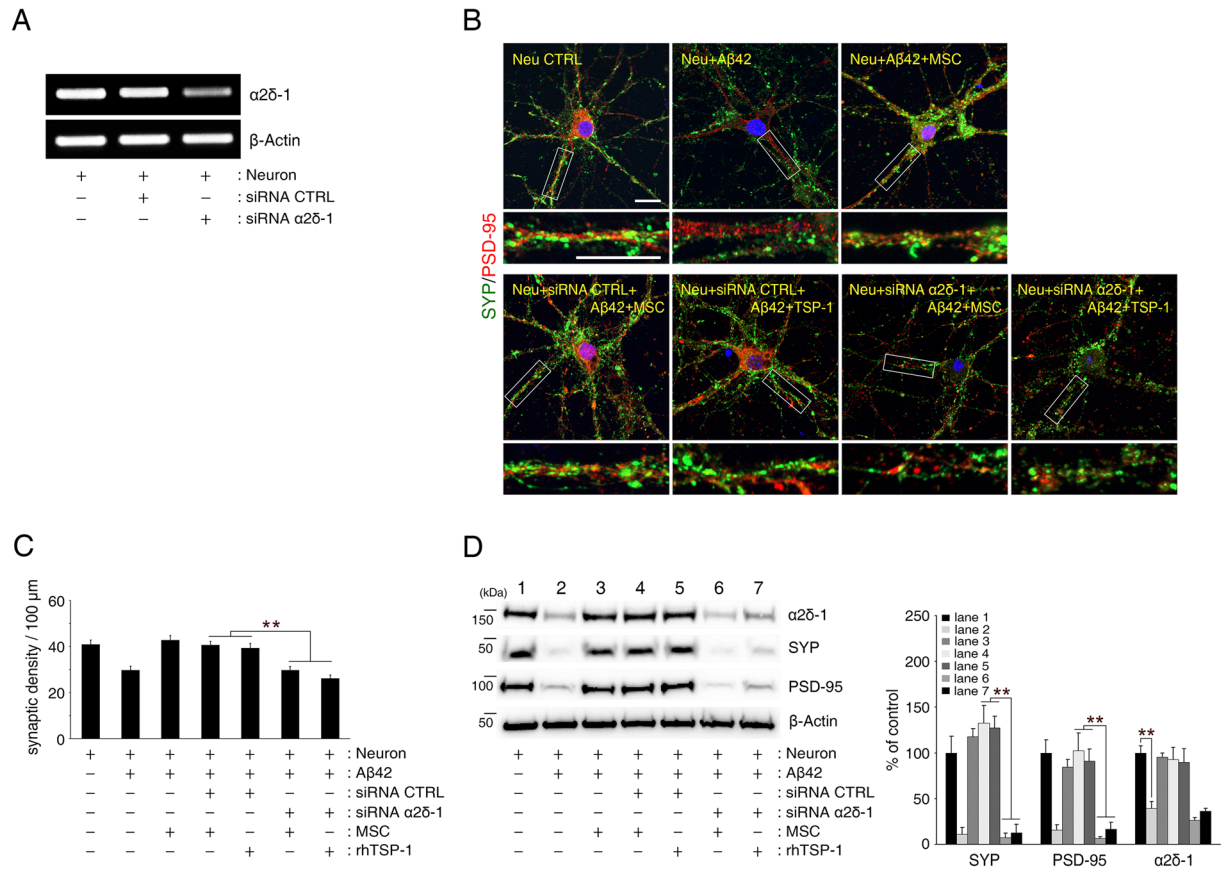 A
α2δ-1
β-Actin
+ + + : Neuron
– + – : siRNA CTRL
– – + : siRNA α2δ-1
B
SYP/PSD-95
Neu CTRL
Neu+Aβ42
Neu+Aβ42+MSC
Neu+siRNA CTRL+
Aβ42+MSC
Neu+siRNA CTRL+
Aβ42+TSP-1
Neu+siRNA α2δ-1+
Aβ42+MSC
Neu+siRNA α2δ-1+
Aβ42+TSP-1
C
synaptic density / 100 μm
60
40
20
0
**
+ + + + + + + : Neuron
– + + + + + + : Aβ42
– – – + + – – : siRNA CTRL
– – – – – + + : siRNA α2δ-1
– – + + – + – : MSC
– – – – + – + : rhTSP-1
D
1 2 3 4 5 6 7
(kDa)
150
α2δ-1
50
SYP
100
PSD-95
50
β-Actin
+ + + + + + + : Neuron
– + + + + + + : Aβ42
– – – + + – – : siRNA CTRL
– – – – – + + : siRNA α2δ-1
– – + + – + – : MSC
– – – – + – + : rhTSP-1
% of control
250
200
150
100
50
0
lane 1
lane 2
lane 3
lane 4
lane 5
lane 6
lane 7
**
**
**
SYP
PSD-95
α2δ-1